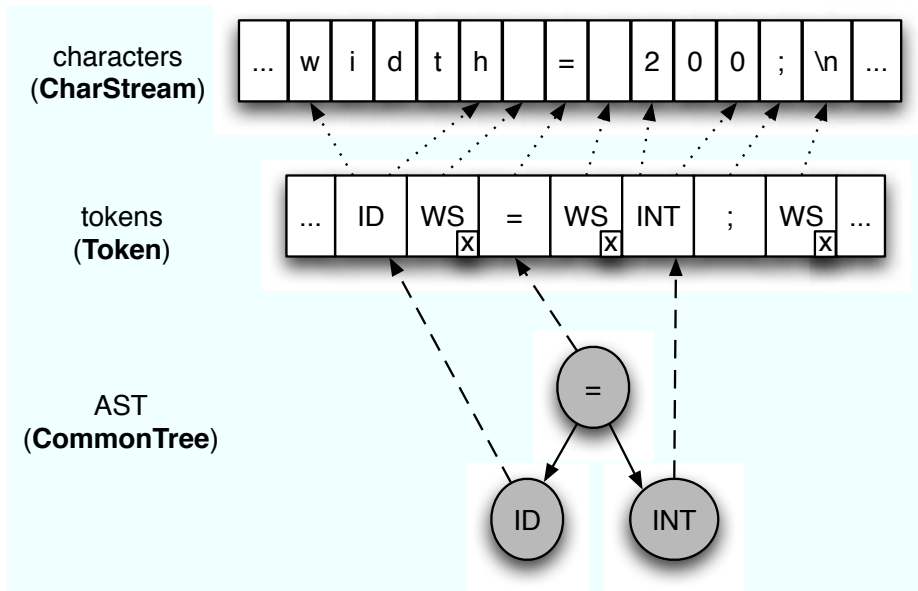 characters
(CharStream)
... w i d t h = 2 0 0 ; \n ...
tokens
(Token)
... ID WS x = WS x INT ; WS x ...
AST
(CommonTree)
=
ID INT